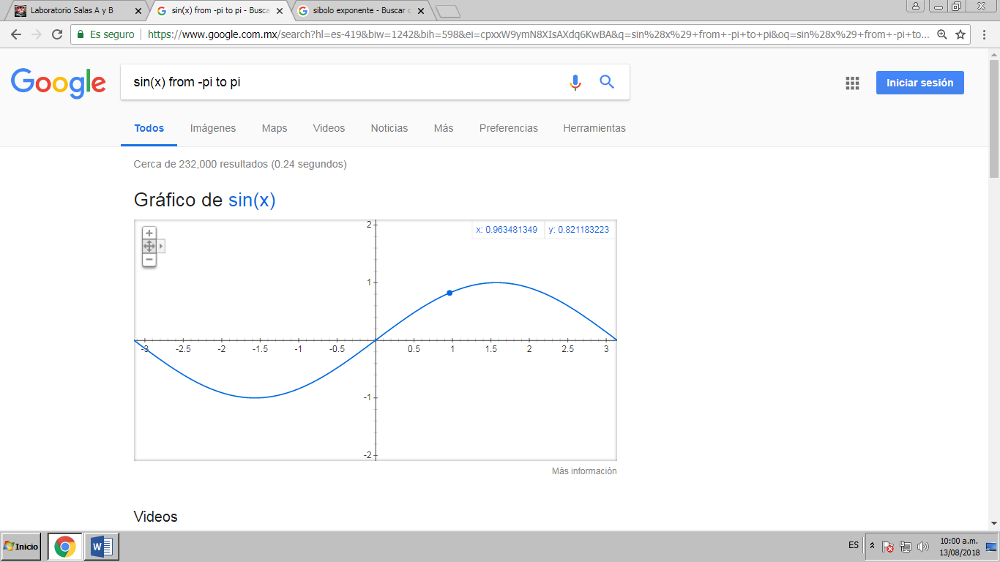 Laboratorio Salas A y B
sin(x) from -pi to pi - Busca
sibolo exponente - Buscar c
Es seguro
https://www.google.com.mx/search?hl=es-419&biw=1242&bih=598&ei=cpxxW9ymN8XIsAXdq6KwBA&q=sin%28x%29+from+-pi+to+pi&oq=sin%28x%29+from+-pi+to...
Google
sin(x) from -pi to pi
Iniciar sesión
Todos
Imágenes
Maps
Videos
Noticias
Más
Preferencias
Herramientas
Cerca de 232,000 resultados (0.24 segundos)
Gráfico de sin(x)
x: 0.963481349
y: 0.821183223
2
1
-3 -2.5 -2 -1.5 -1 -0.5 0 0.5 1 1.5 2 2.5 3
-1
-2
Más información
Videos
Inicio
W
ES
10:00 a.m.
13/08/2018